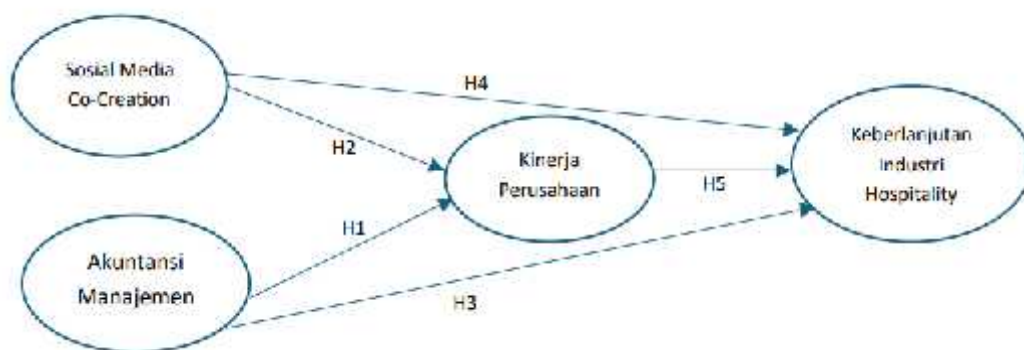 Sosial Media
Co-Creation
H4
H2
Kinerja
Perusahaan
H5
Keberlanjutan
Industri
Hospitality
H1
Akuntansi
Manajemen
H3